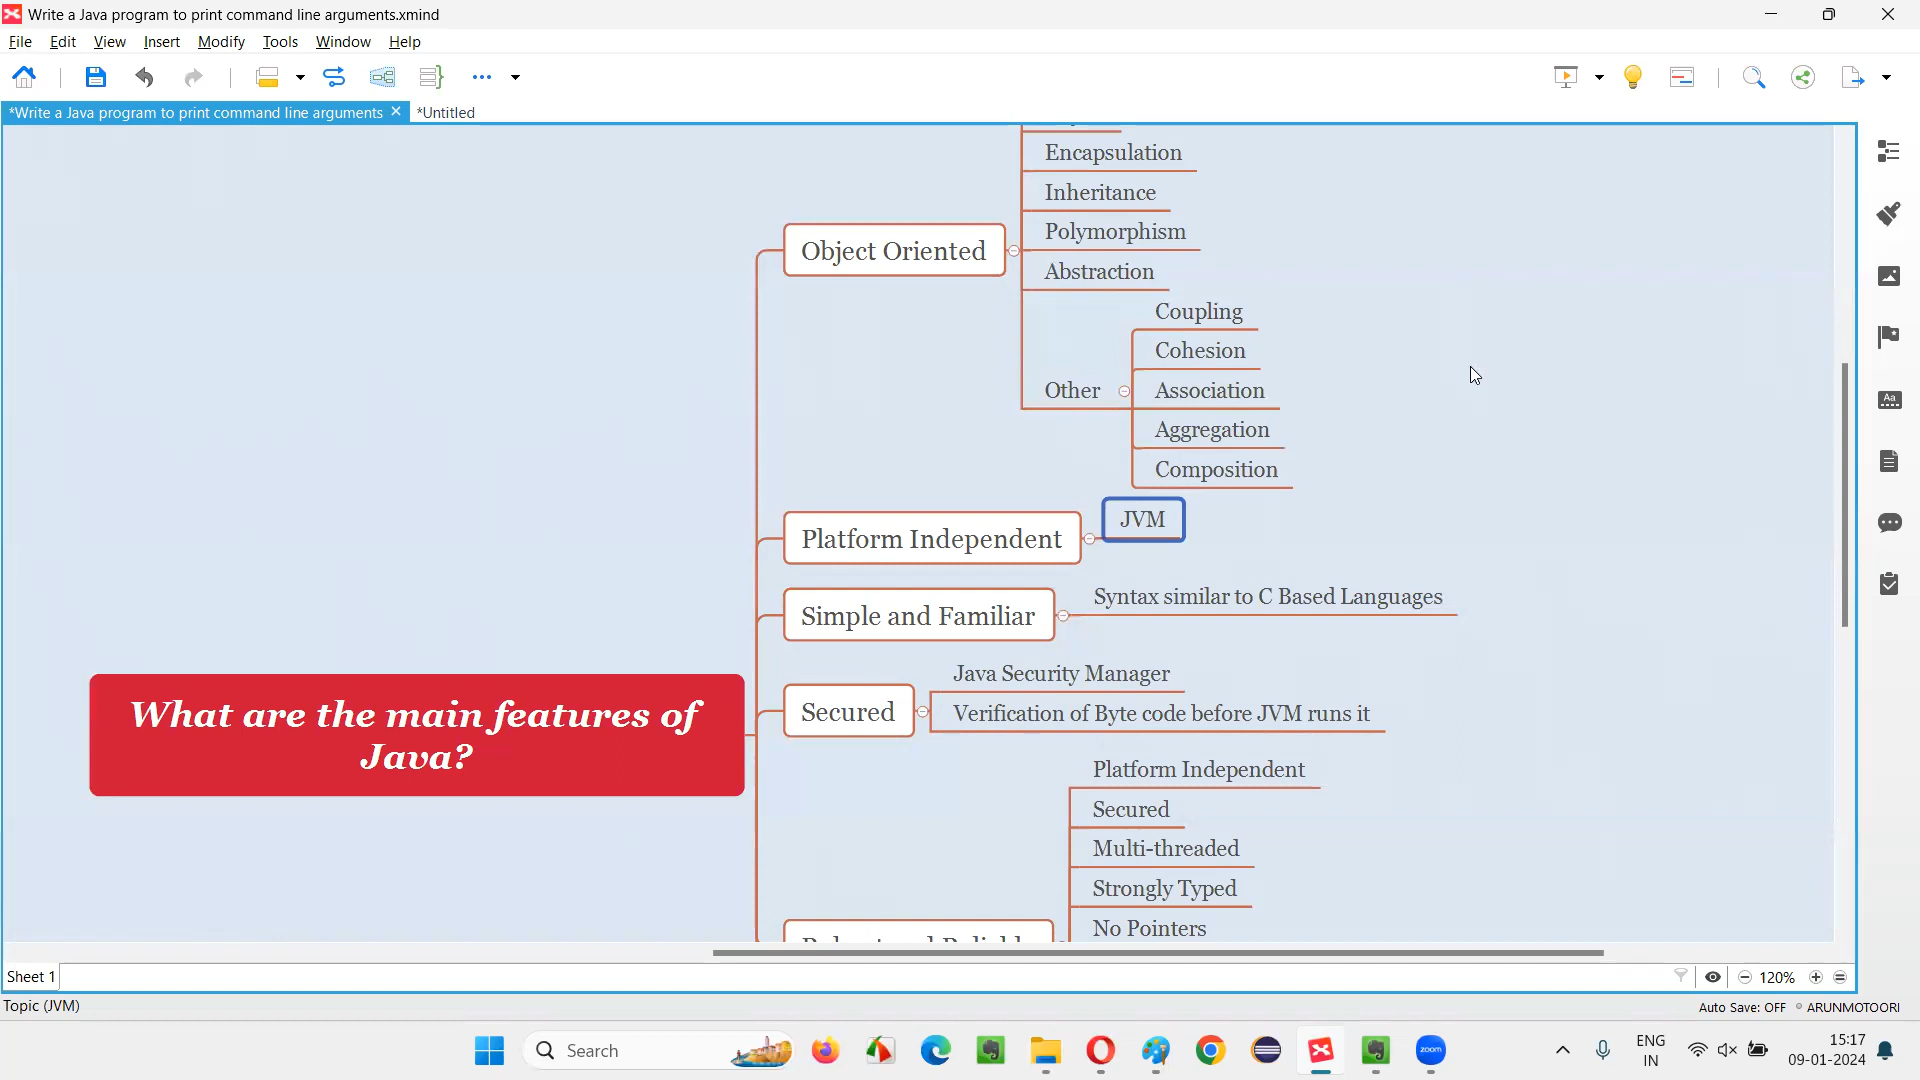 Write a Java program to print command line arguments.xmind
File Edit View Insert Modify Tools Window Help
*Write a Java program to print command line arguments *Untitled
Encapsulation
Inheritance
Polymorphism
Object Oriented
Abstraction
Coupling
Cohesion
Other
Association
Aggregation
Composition
JVM
Platform Independent
Syntax similar to C Based Languages
Simple and Familiar
Java Security Manager
Secured
Verification of Byte code before JVM runs it
What are the main features of
Java?
Platform Independent
Secured
Multi-threaded
Strongly Typed
No Pointers
Sheet 1
120%
Topic (JVM)
Auto Save: OFF ARUNMOTOORI
Search
zoom
ENG
IN
15:17
09-01-2024